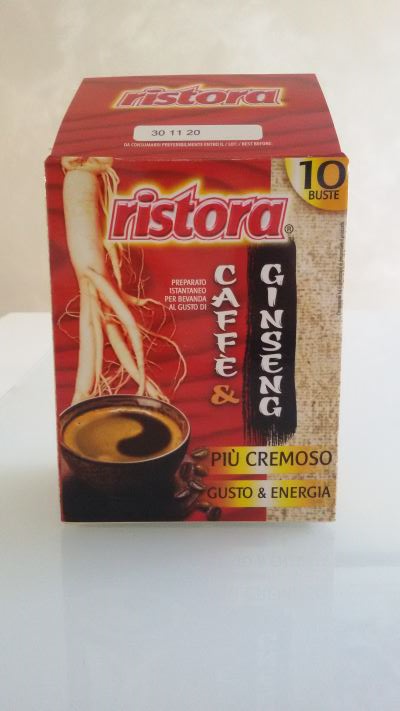 ristora
30 11 20
DA CONSUMARSI PREFERIBILMENTE ENTRO IL / LOT. / BEST BEFORE
10
BUSTE
ristora®
PREPARATO
ISTANTANEO
PER BEVANDA
AL GUSTO DI
CAFFÈ
&
GINSENG
PIÙ CREMOSO
GUSTO & ENERGIA